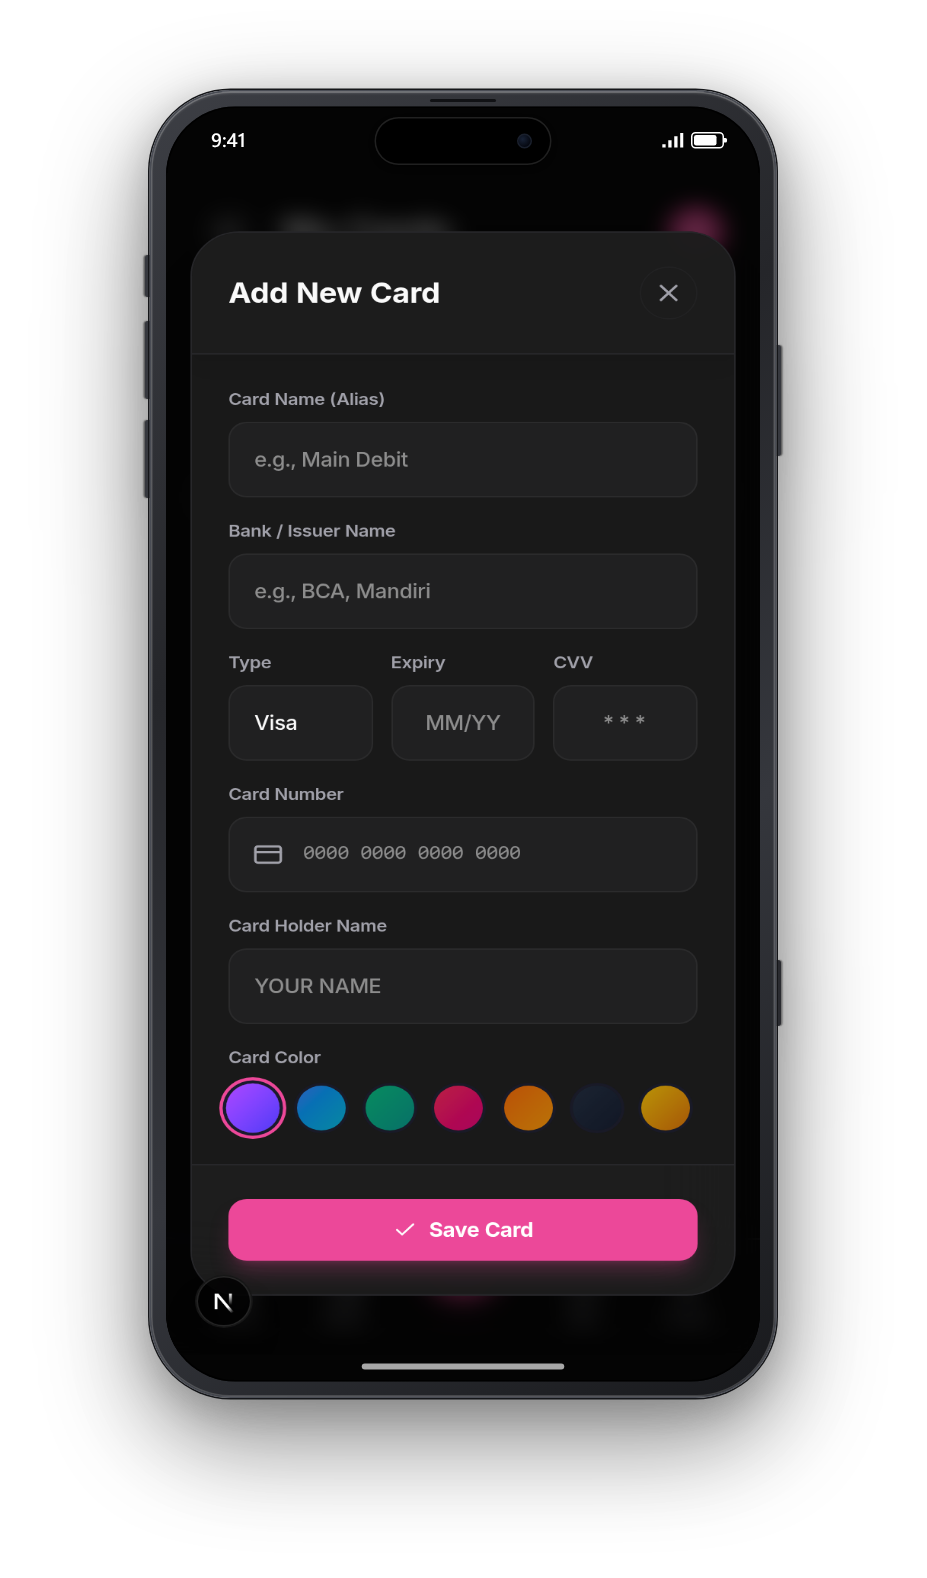 9:41
Add New Card
Card Name (Alias)
e.g., Main Debit
Bank / Issuer Name
e.g., BCA, Mandiri
Type Expiry CVV
Visa MM/YY ***
Card Number
0000 0000 0000 0000
Card Holder Name
YOUR NAME
Card Color
Save Card
N